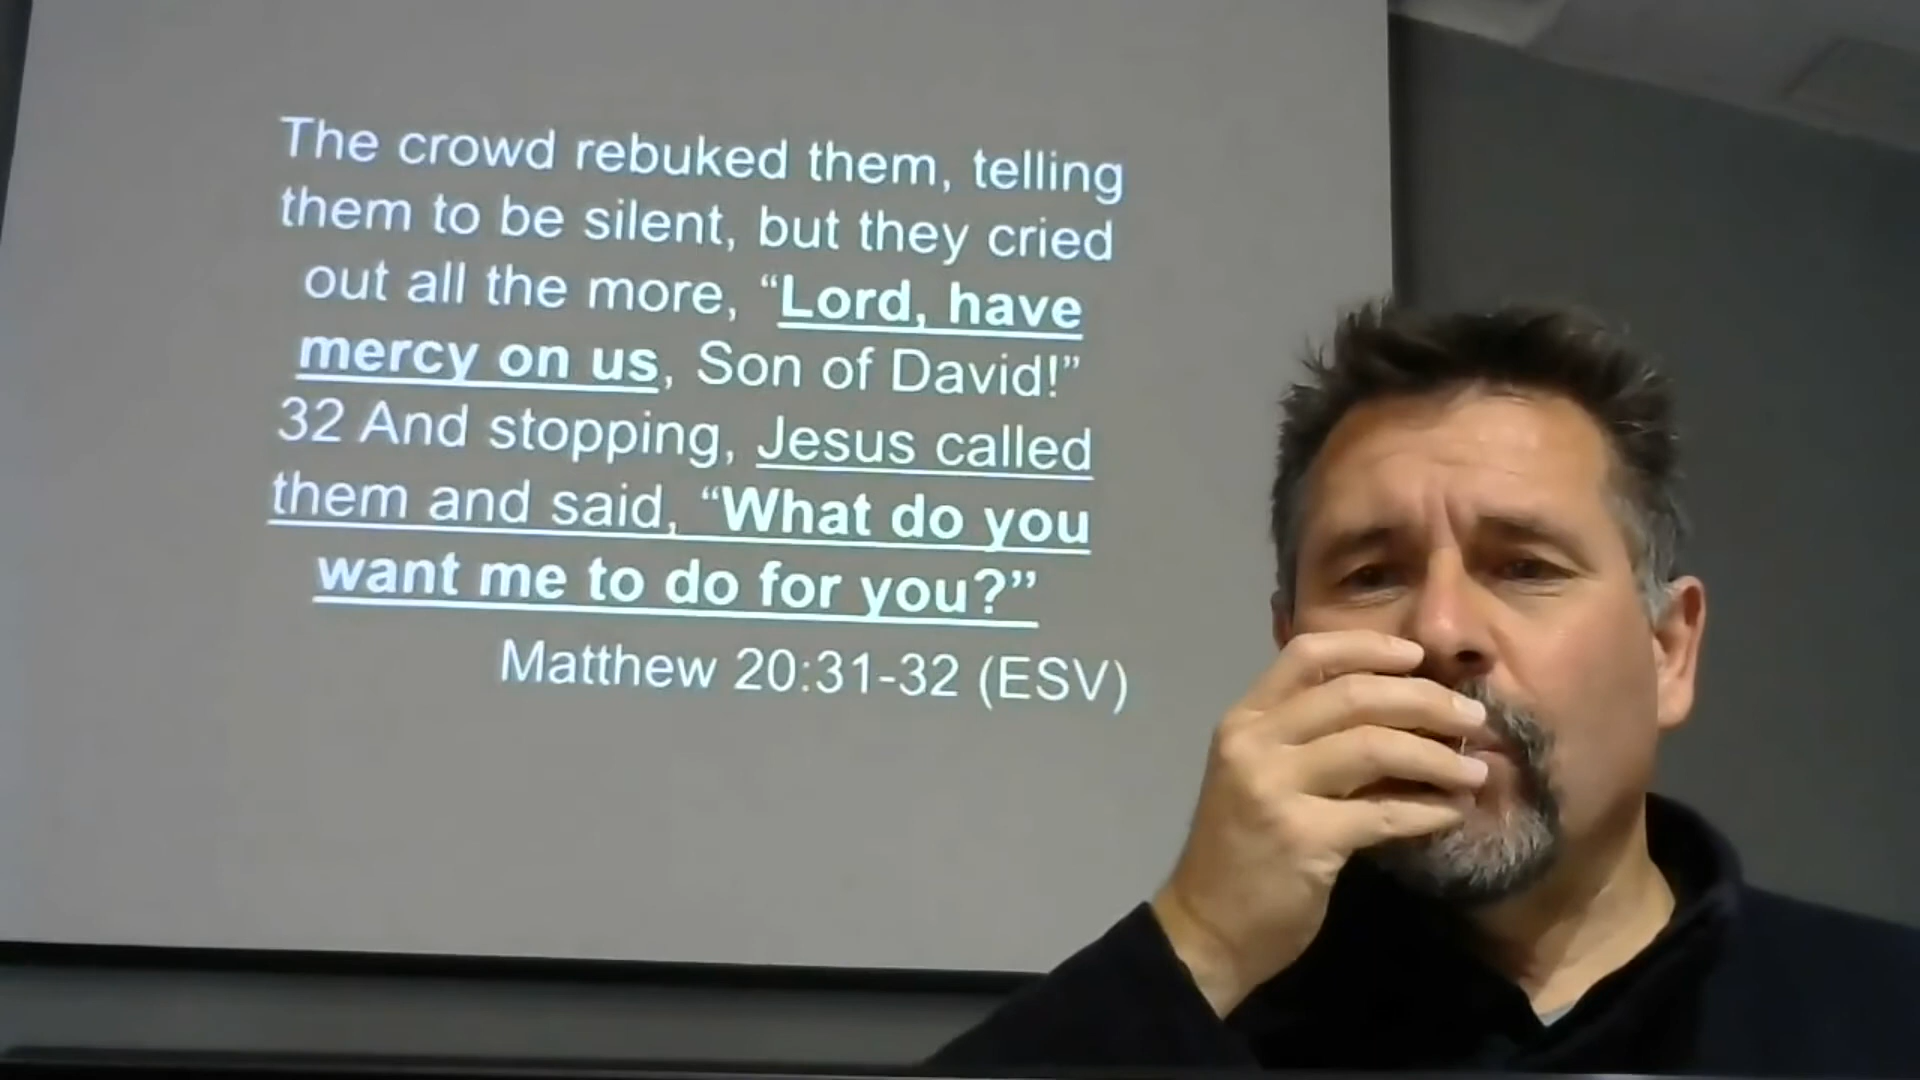 The crowd rebuked them, telling
them to be silent, but they cried
out all the more, “Lord, have
mercy on us, Son of David!”
32 And stopping, Jesus called
them and said, “What do you
want me to do for you?”
Matthew 20:31-32 (ESV)